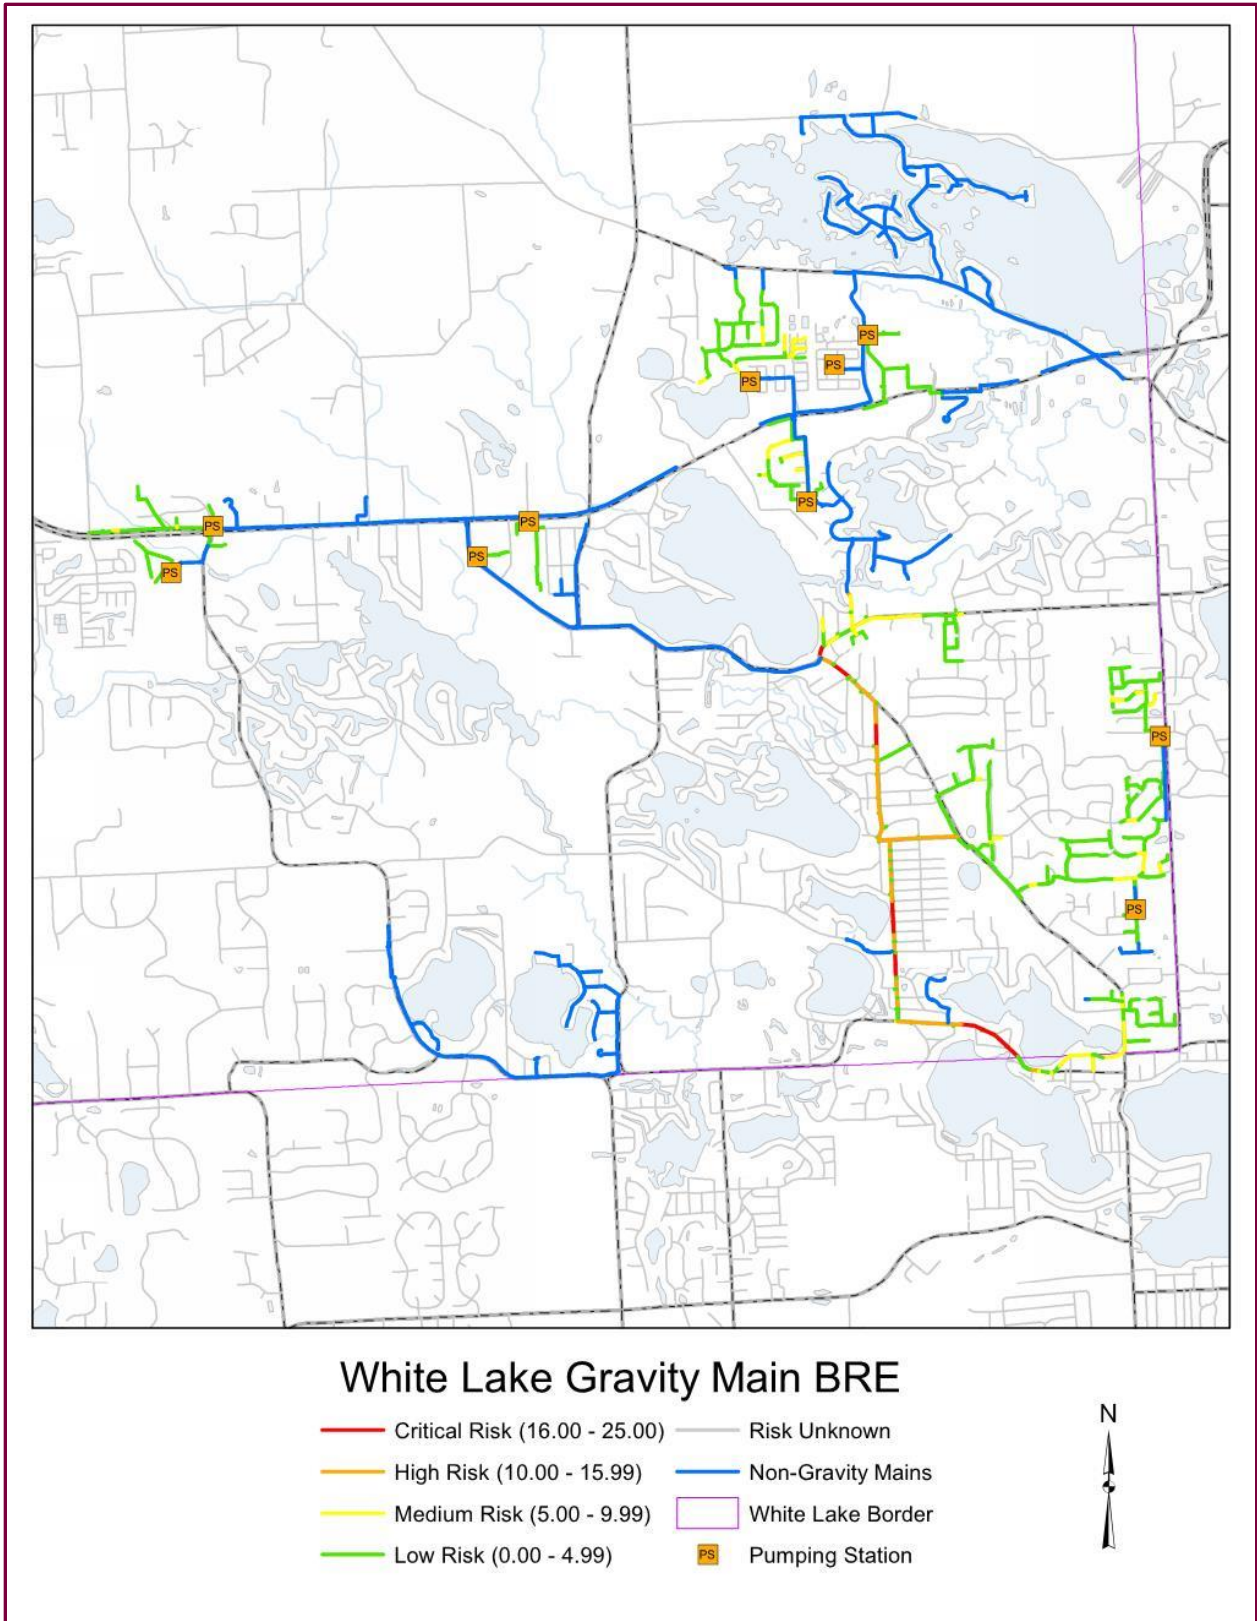 PS
PS
PS
PS
PS
PS
PS
PS
PS
PS
PS
White Lake Gravity Main BRE
Critical Risk (16.00 - 25.00)
Risk Unknown
N
High Risk (10.00 - 15.99)
Non-Gravity Mains
Medium Risk (5.00 - 9.99)
White Lake Border
Low Risk (0.00 - 4.99)
PS
Pumping Station